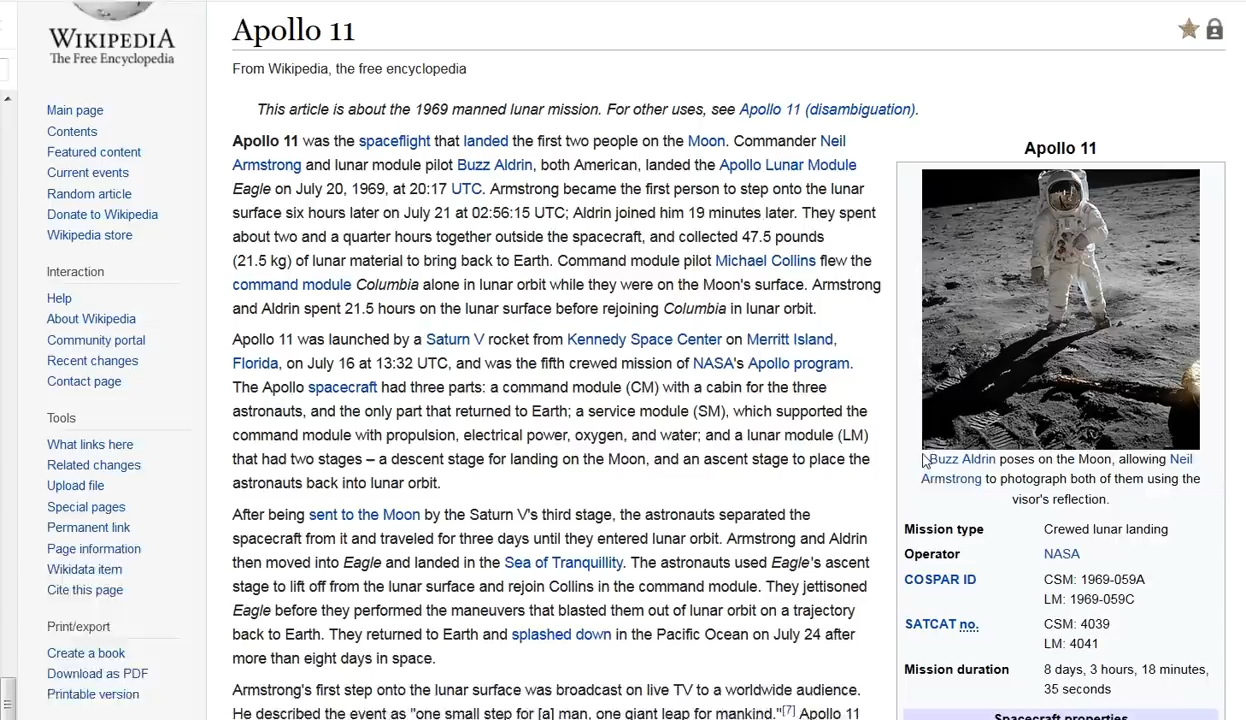 WIKIPEDIA
The Free Encyclopedia
Main page
Contents
Featured content
Current events
Random article
Donate to Wikipedia
Wikipedia store
Interaction
Help
About Wikipedia
Community portal
Recent changes
Contact page
Tools
What links here
Related changes
Upload file
Special pages
Permanent link
Page information
Wikidata item
Cite this page
Print/export
Create a book
Download as PDF
Printable version
Apollo 11
From Wikipedia, the free encyclopedia
This article is about the 1969 manned lunar mission. For other uses, see Apollo 11 (disambiguation).
Apollo 11 was the spaceflight that landed the first two people on the Moon. Commander Neil
Armstrong and lunar module pilot Buzz Aldrin, both American, landed the Apollo Lunar Module
Eagle on July 20, 1969, at 20:17 UTC. Armstrong became the first person to step onto the lunar
surface six hours later on July 21 at 02:56:15 UTC; Aldrin joined him 19 minutes later. They spent
about two and a quarter hours together outside the spacecraft, and collected 47.5 pounds
(21.5 kg) of lunar material to bring back to Earth. Command module pilot Michael Collins flew the
command module Columbia alone in lunar orbit while they were on the Moon's surface. Armstrong
and Aldrin spent 21.5 hours on the lunar surface before rejoining Columbia in lunar orbit.
Apollo 11 was launched by a Saturn V rocket from Kennedy Space Center on Merritt Island,
Florida, on July 16 at 13:32 UTC, and was the fifth crewed mission of NASA's Apollo program.
The Apollo spacecraft had three parts: a command module (CM) with a cabin for the three
astronauts, and the only part that returned to Earth; a service module (SM), which supported the
command module with propulsion, electrical power, oxygen, and water; and a lunar module (LM)
that had two stages – a descent stage for landing on the Moon, and an ascent stage to place the
astronauts back into lunar orbit.
After being sent to the Moon by the Saturn V's third stage, the astronauts separated the
spacecraft from it and traveled for three days until they entered lunar orbit. Armstrong and Aldrin
then moved into Eagle and landed in the Sea of Tranquillity. The astronauts used Eagle's ascent
stage to lift off from the lunar surface and rejoin Collins in the command module. They jettisoned
Eagle before they performed the maneuvers that blasted them out of lunar orbit on a trajectory
back to Earth. They returned to Earth and splashed down in the Pacific Ocean on July 24 after
more than eight days in space.
Armstrong's first step onto the lunar surface was broadcast on live TV to a worldwide audience.
He described the event as "one small step for [a] man, one giant leap for mankind."[7] Apollo 11
Apollo 11
Buzz Aldrin poses on the Moon, allowing Neil
Armstrong to photograph both of them using the
visor's reflection.
Mission type Crewed lunar landing
Operator NASA
COSPAR ID CSM: 1969-059A
LM: 1969-059C
SATCAT no. CSM: 4039
LM: 4041
Mission duration 8 days, 3 hours, 18 minutes,
35 seconds
Spacecraft properties